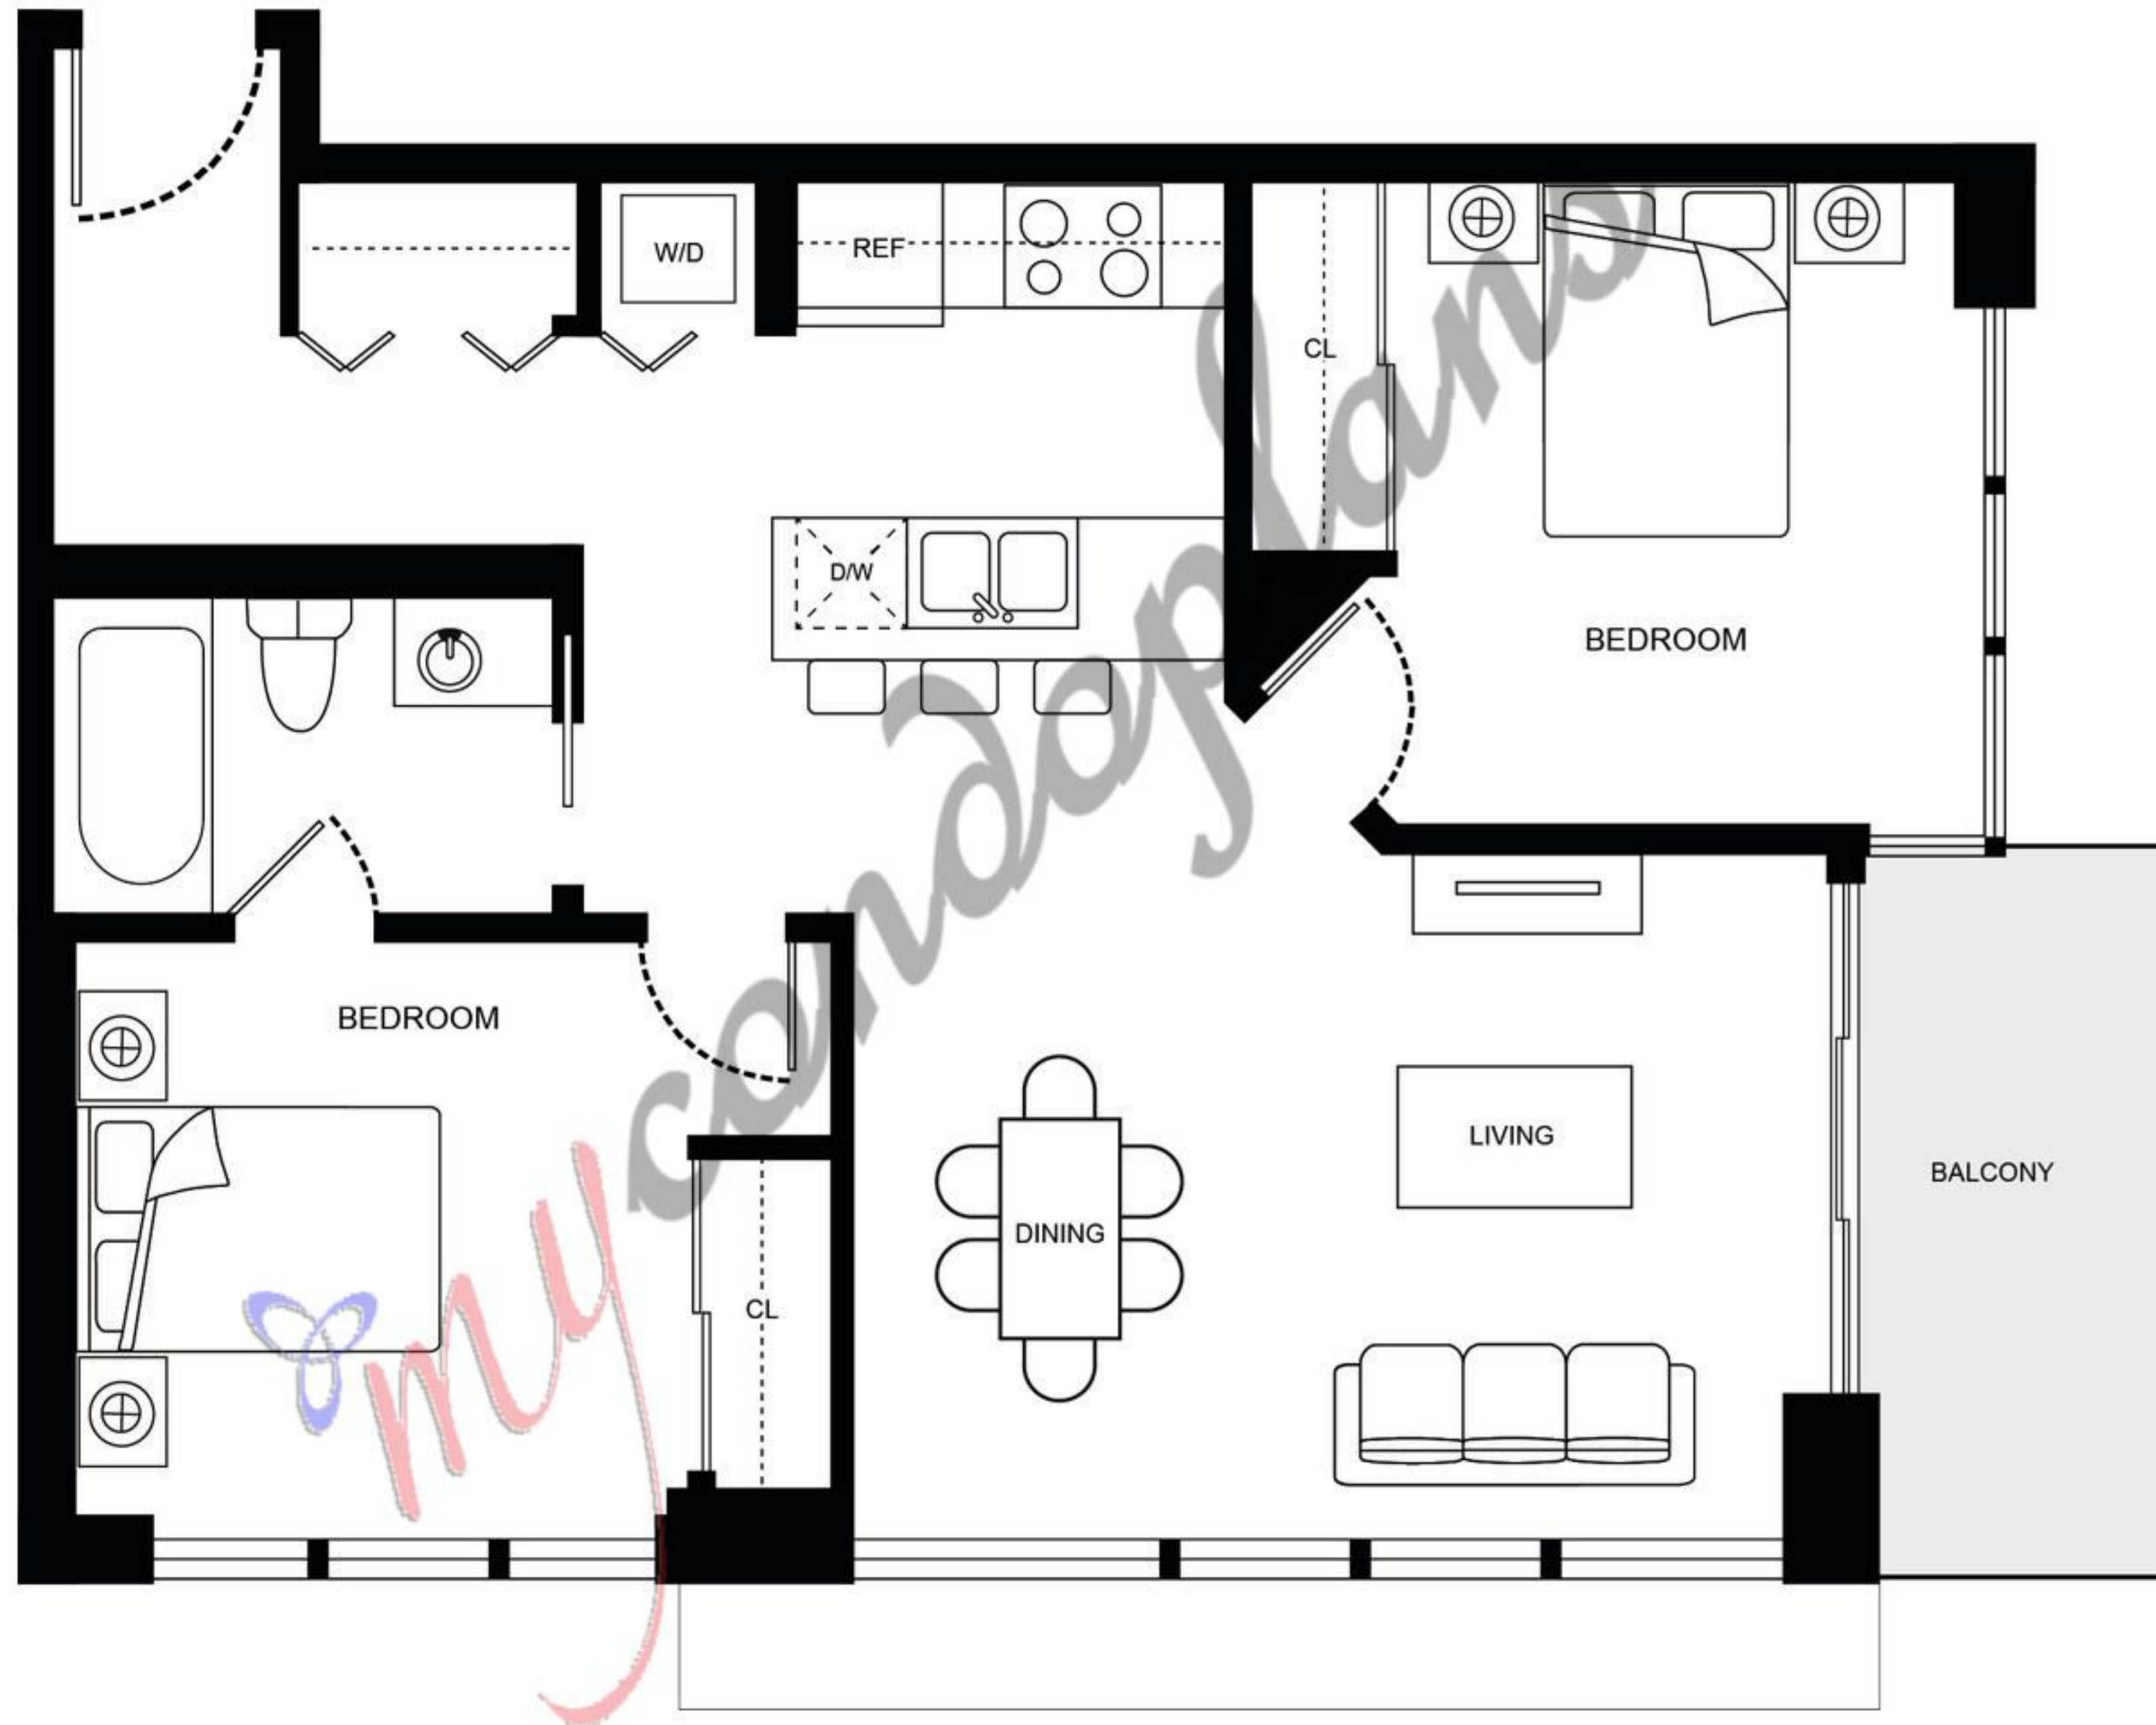 W/D
REF
CL
D/W
BEDROOM
BEDROOM
LIVING
BALCONY
DINING
CL
mycondoplans